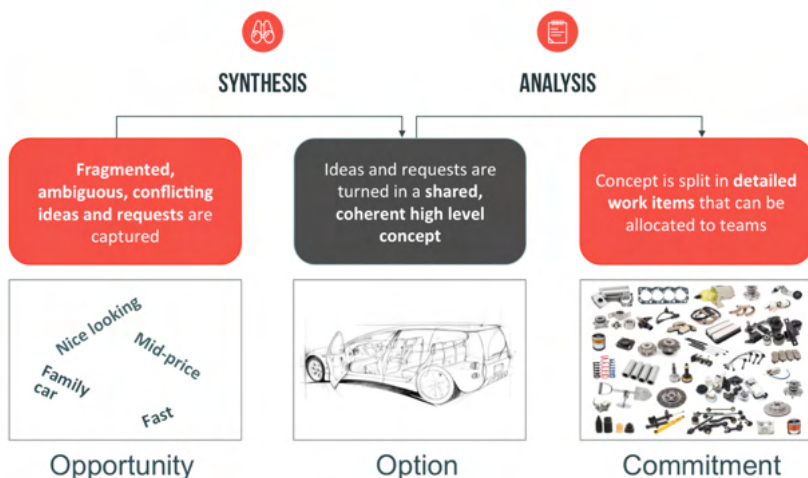 SYNTHESIS
ANALYSIS
Fragmented,
ambiguous, conflicting
ideas and requests are
captured
Ideas and requests are
turned in a shared,
coherent high level
concept
Concept is split in detailed
work items that can be
allocated to teams
Nice looking
Mid-price
Family
car
Fast
Opportunity
Option
Commitment